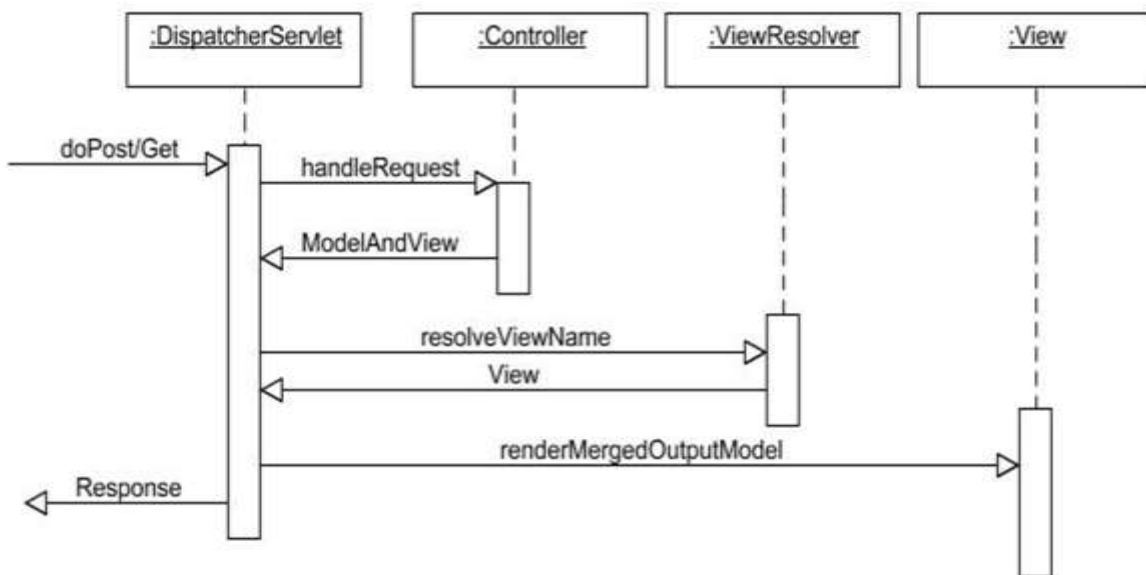 :DispatcherServlet
:Controller
:ViewResolver
:View
doPost/Get
handleRequest
ModelAndView
resolveViewName
View
renderMergedOutputModel
Response